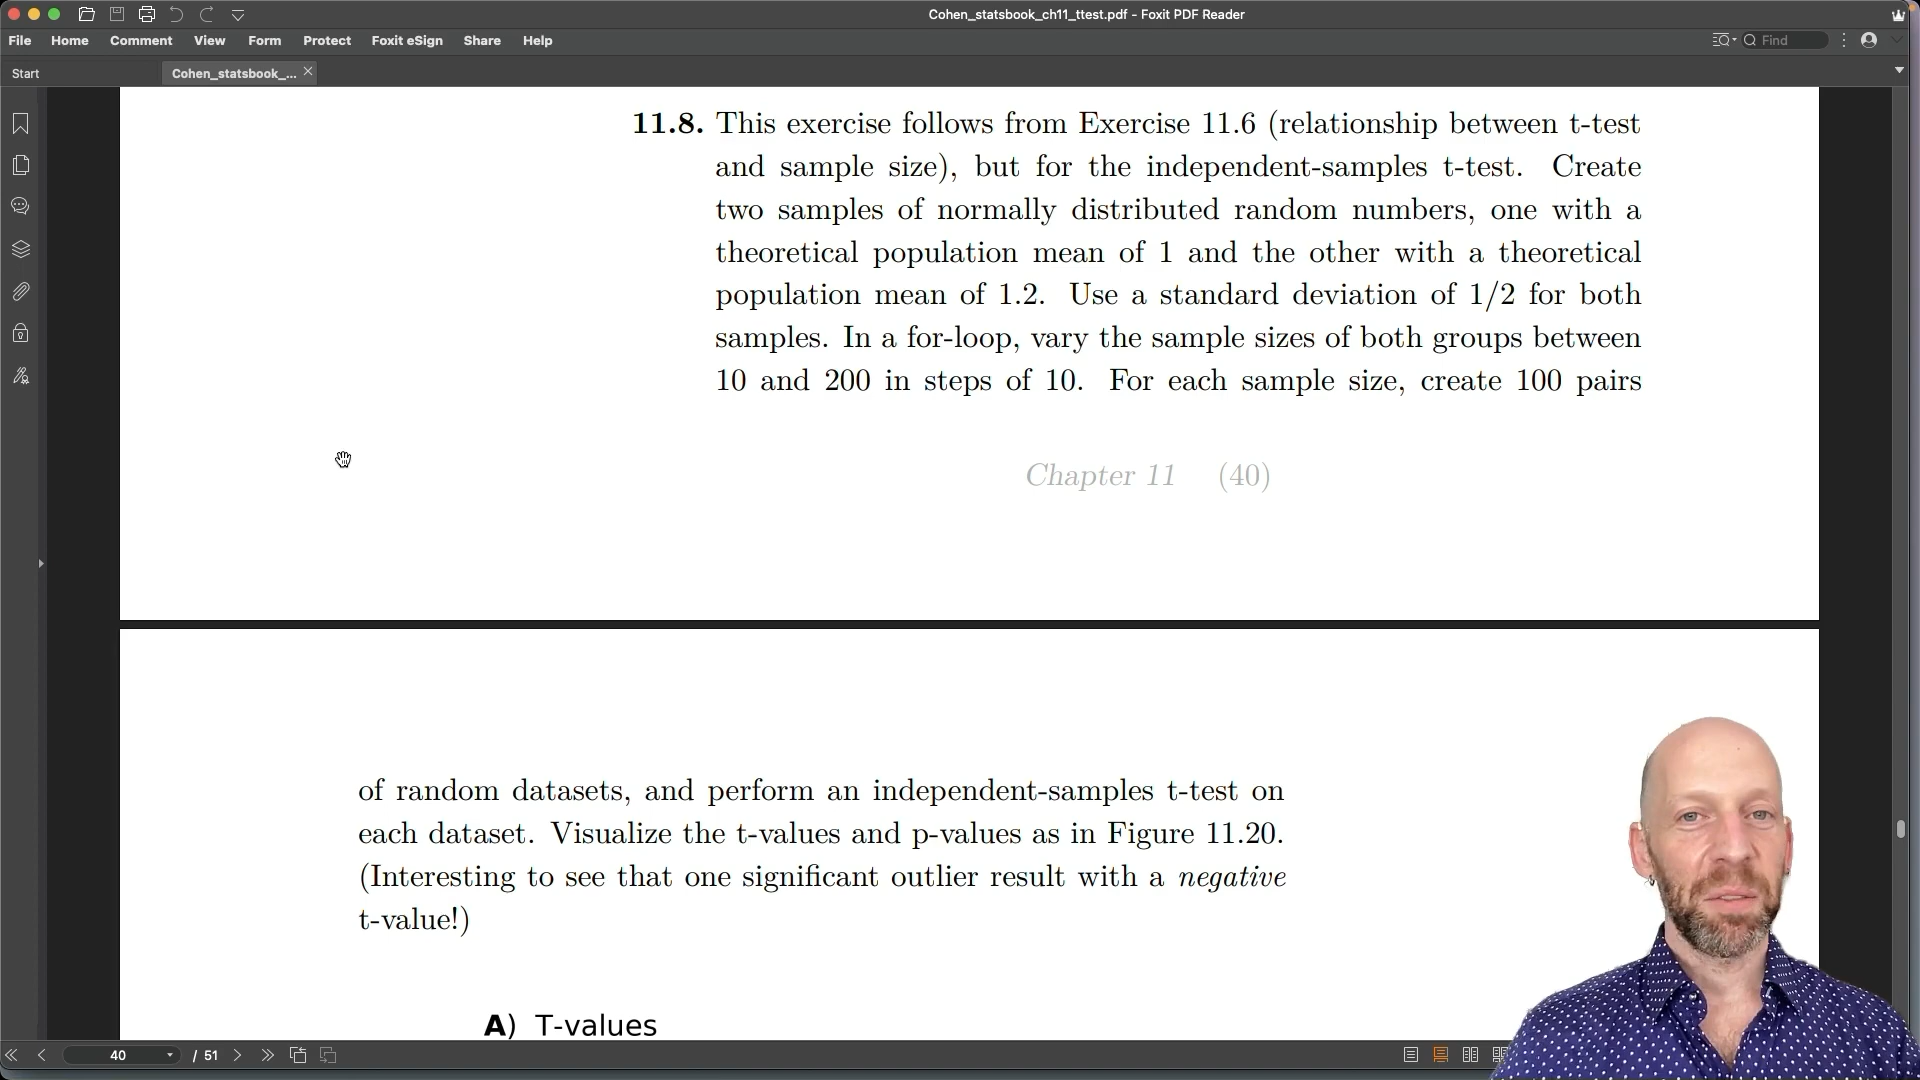 Cohen_statsbook_ch11_ttest.pdf - Foxit PDF Reader
File Home Comment View Form Protect Foxit eSign Share Help
Find
Start
Cohen_statsbook_...
11.8. This exercise follows from Exercise 11.6 (relationship between t-test
and sample size), but for the independent-samples t-test. Create
two samples of normally distributed random numbers, one with a
theoretical population mean of 1 and the other with a theoretical
population mean of 1.2. Use a standard deviation of 1/2 for both
samples. In a for-loop, vary the sample sizes of both groups between
10 and 200 in steps of 10. For each sample size, create 100 pairs
Chapter 11 (40)
of random datasets, and perform an independent-samples t-test on
each dataset. Visualize the t-values and p-values as in Figure 11.20.
(Interesting to see that one significant outlier result with a negative
t-value!)
A) T-values
40 / 51